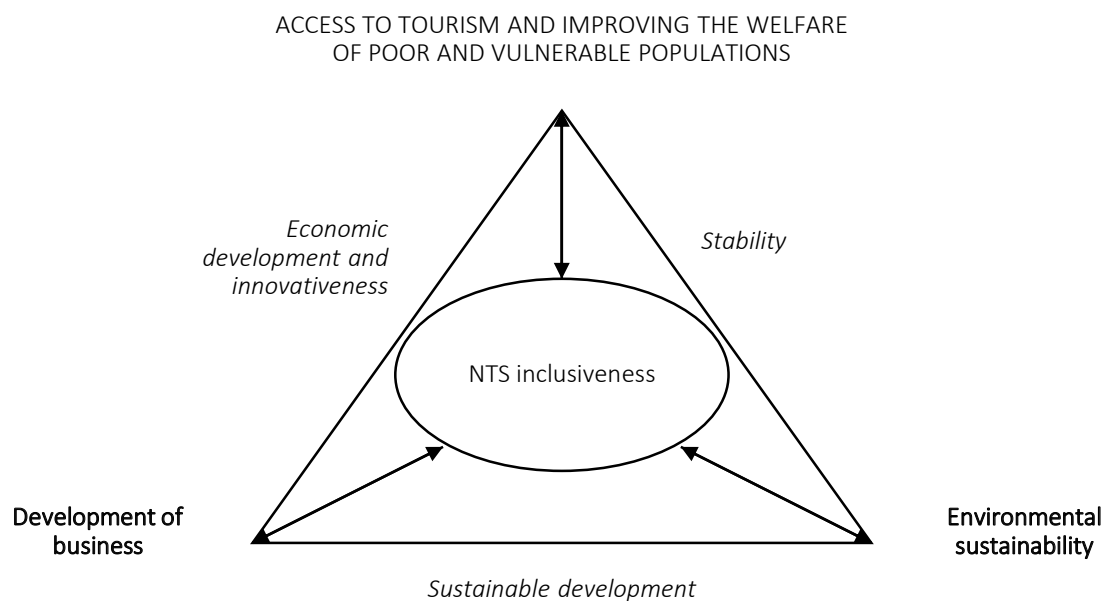 ACCESS TO TOURISM AND IMPROVING THE WELFARE
OF POOR AND VULNERABLE POPULATIONS
Economic
development and
innovativeness
Stability
NTS inclusiveness
Development of
business
Environmental
sustainability
Sustainable development